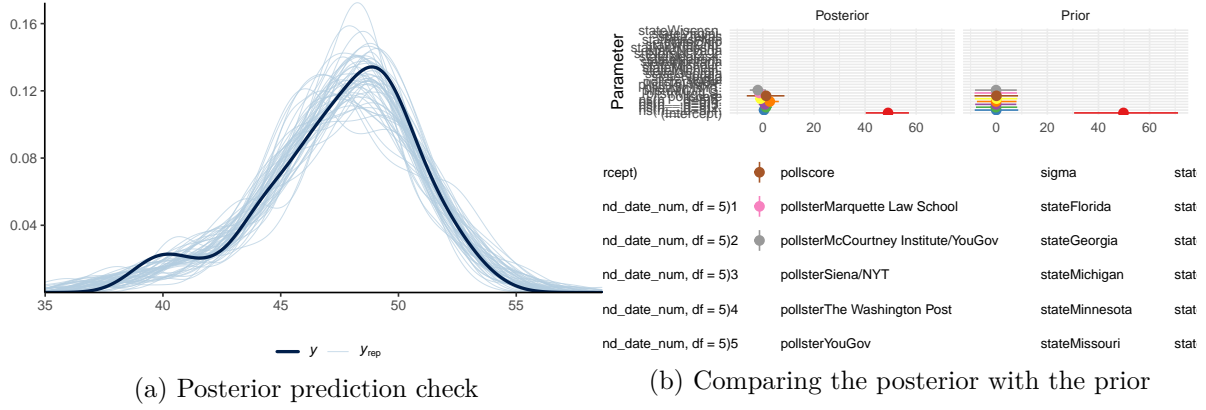 0.16
0.12
0.08
0.04
35
40
45
50
55
y
y rep
(a) Posterior prediction check
Posterior
Prior
Parameter
stateWisconsin
(Intercept)
0
20
40
60
0
20
40
60
rcept)
pollscore
sigma
stat
nd_date_num, df = 5)1
pollsterMarquette Law School
stateFlorida
stat
nd_date_num, df = 5)2
pollsterMcCourtney Institute/YouGov
stateGeorgia
stat
nd_date_num, df = 5)3
pollsterSiena/NYT
stateMichigan
stat
nd_date_num, df = 5)4
pollsterThe Washington Post
stateMinnesota
stat
nd_date_num, df = 5)5
pollsterYouGov
stateMissouri
stat
(b) Comparing the posterior with the prior